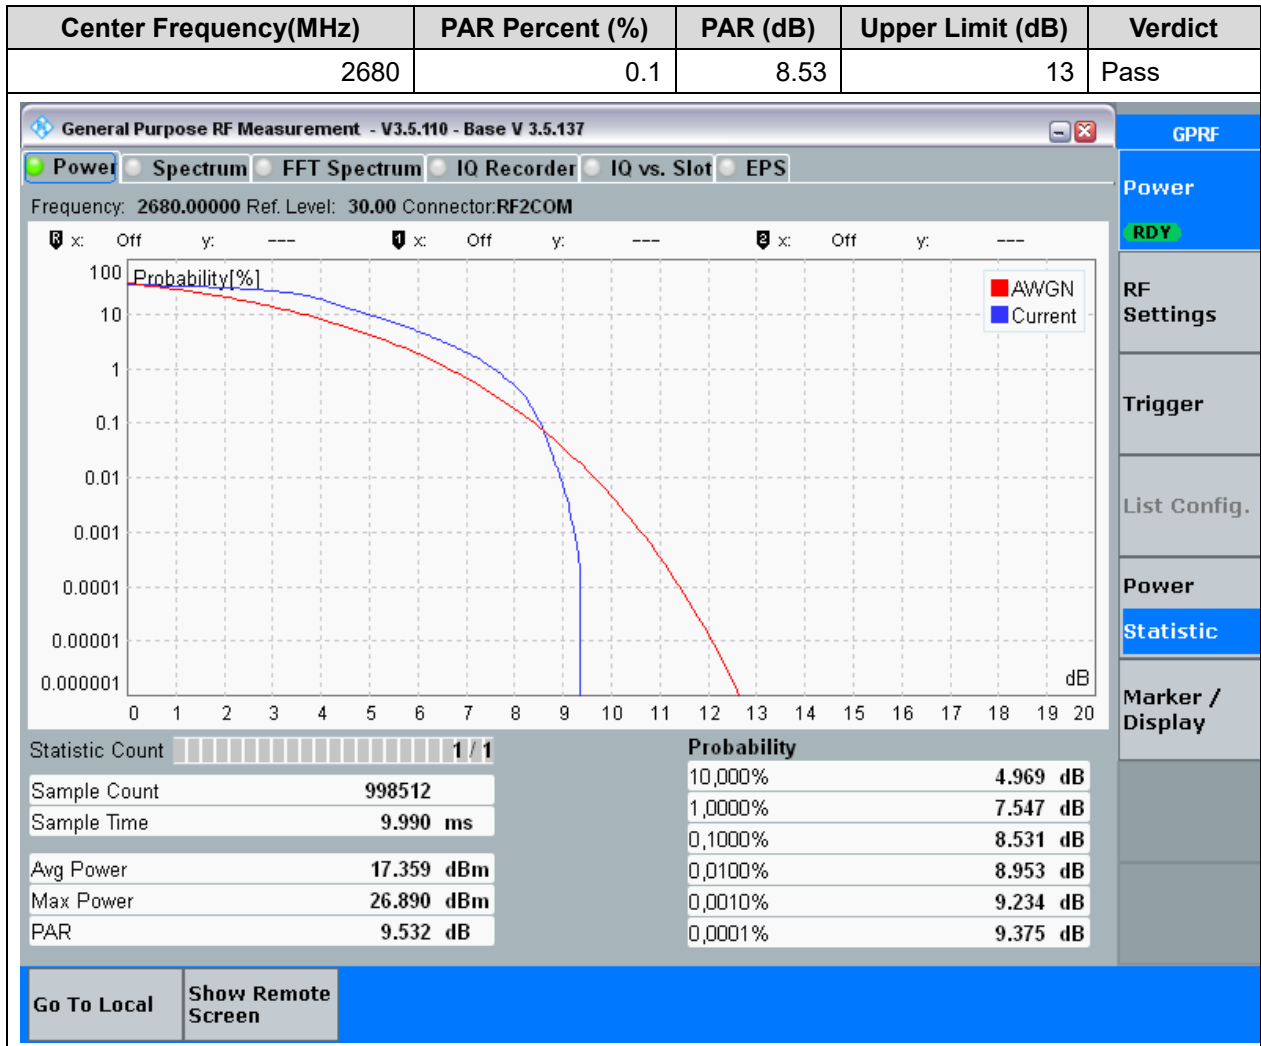 Center Frequency(MHz) PAR Percent (%) PAR (dB) Upper Limit (dB) Verdict
2680 0.1 8.53 13 Pass
General Purpose RF Measurement - V3.5.110 - Base V 3.5.137
GPRF
Power Spectrum FFT Spectrum IQ Recorder IQ vs. Slot EPS
Power
RDY
Frequency: 2680.00000 Ref. Level: 30.00 Connector:RF2COM
R x: Off y: --- 1 x: Off y: --- 2 x: Off y: ---
Probability[%]
100
10
1
0.1
0.01
0.001
0.0001
0.00001
0.000001
AWGN
Current
dB
0 1 2 3 4 5 6 7 8 9 10 11 12 13 14 15 16 17 18 19 20
RF
Settings
Trigger
List Config.
Power
Statistic
Marker /
Display
Statistic Count 1 / 1
Sample Count 998512
Sample Time 9.990 ms
Avg Power 17.359 dBm
Max Power 26.890 dBm
PAR 9.532 dB
Probability
10,000% 4.969 dB
1,0000% 7.547 dB
0,1000% 8.531 dB
0,0100% 8.953 dB
0,0010% 9.234 dB
0,0001% 9.375 dB
Go To Local
Show Remote
Screen